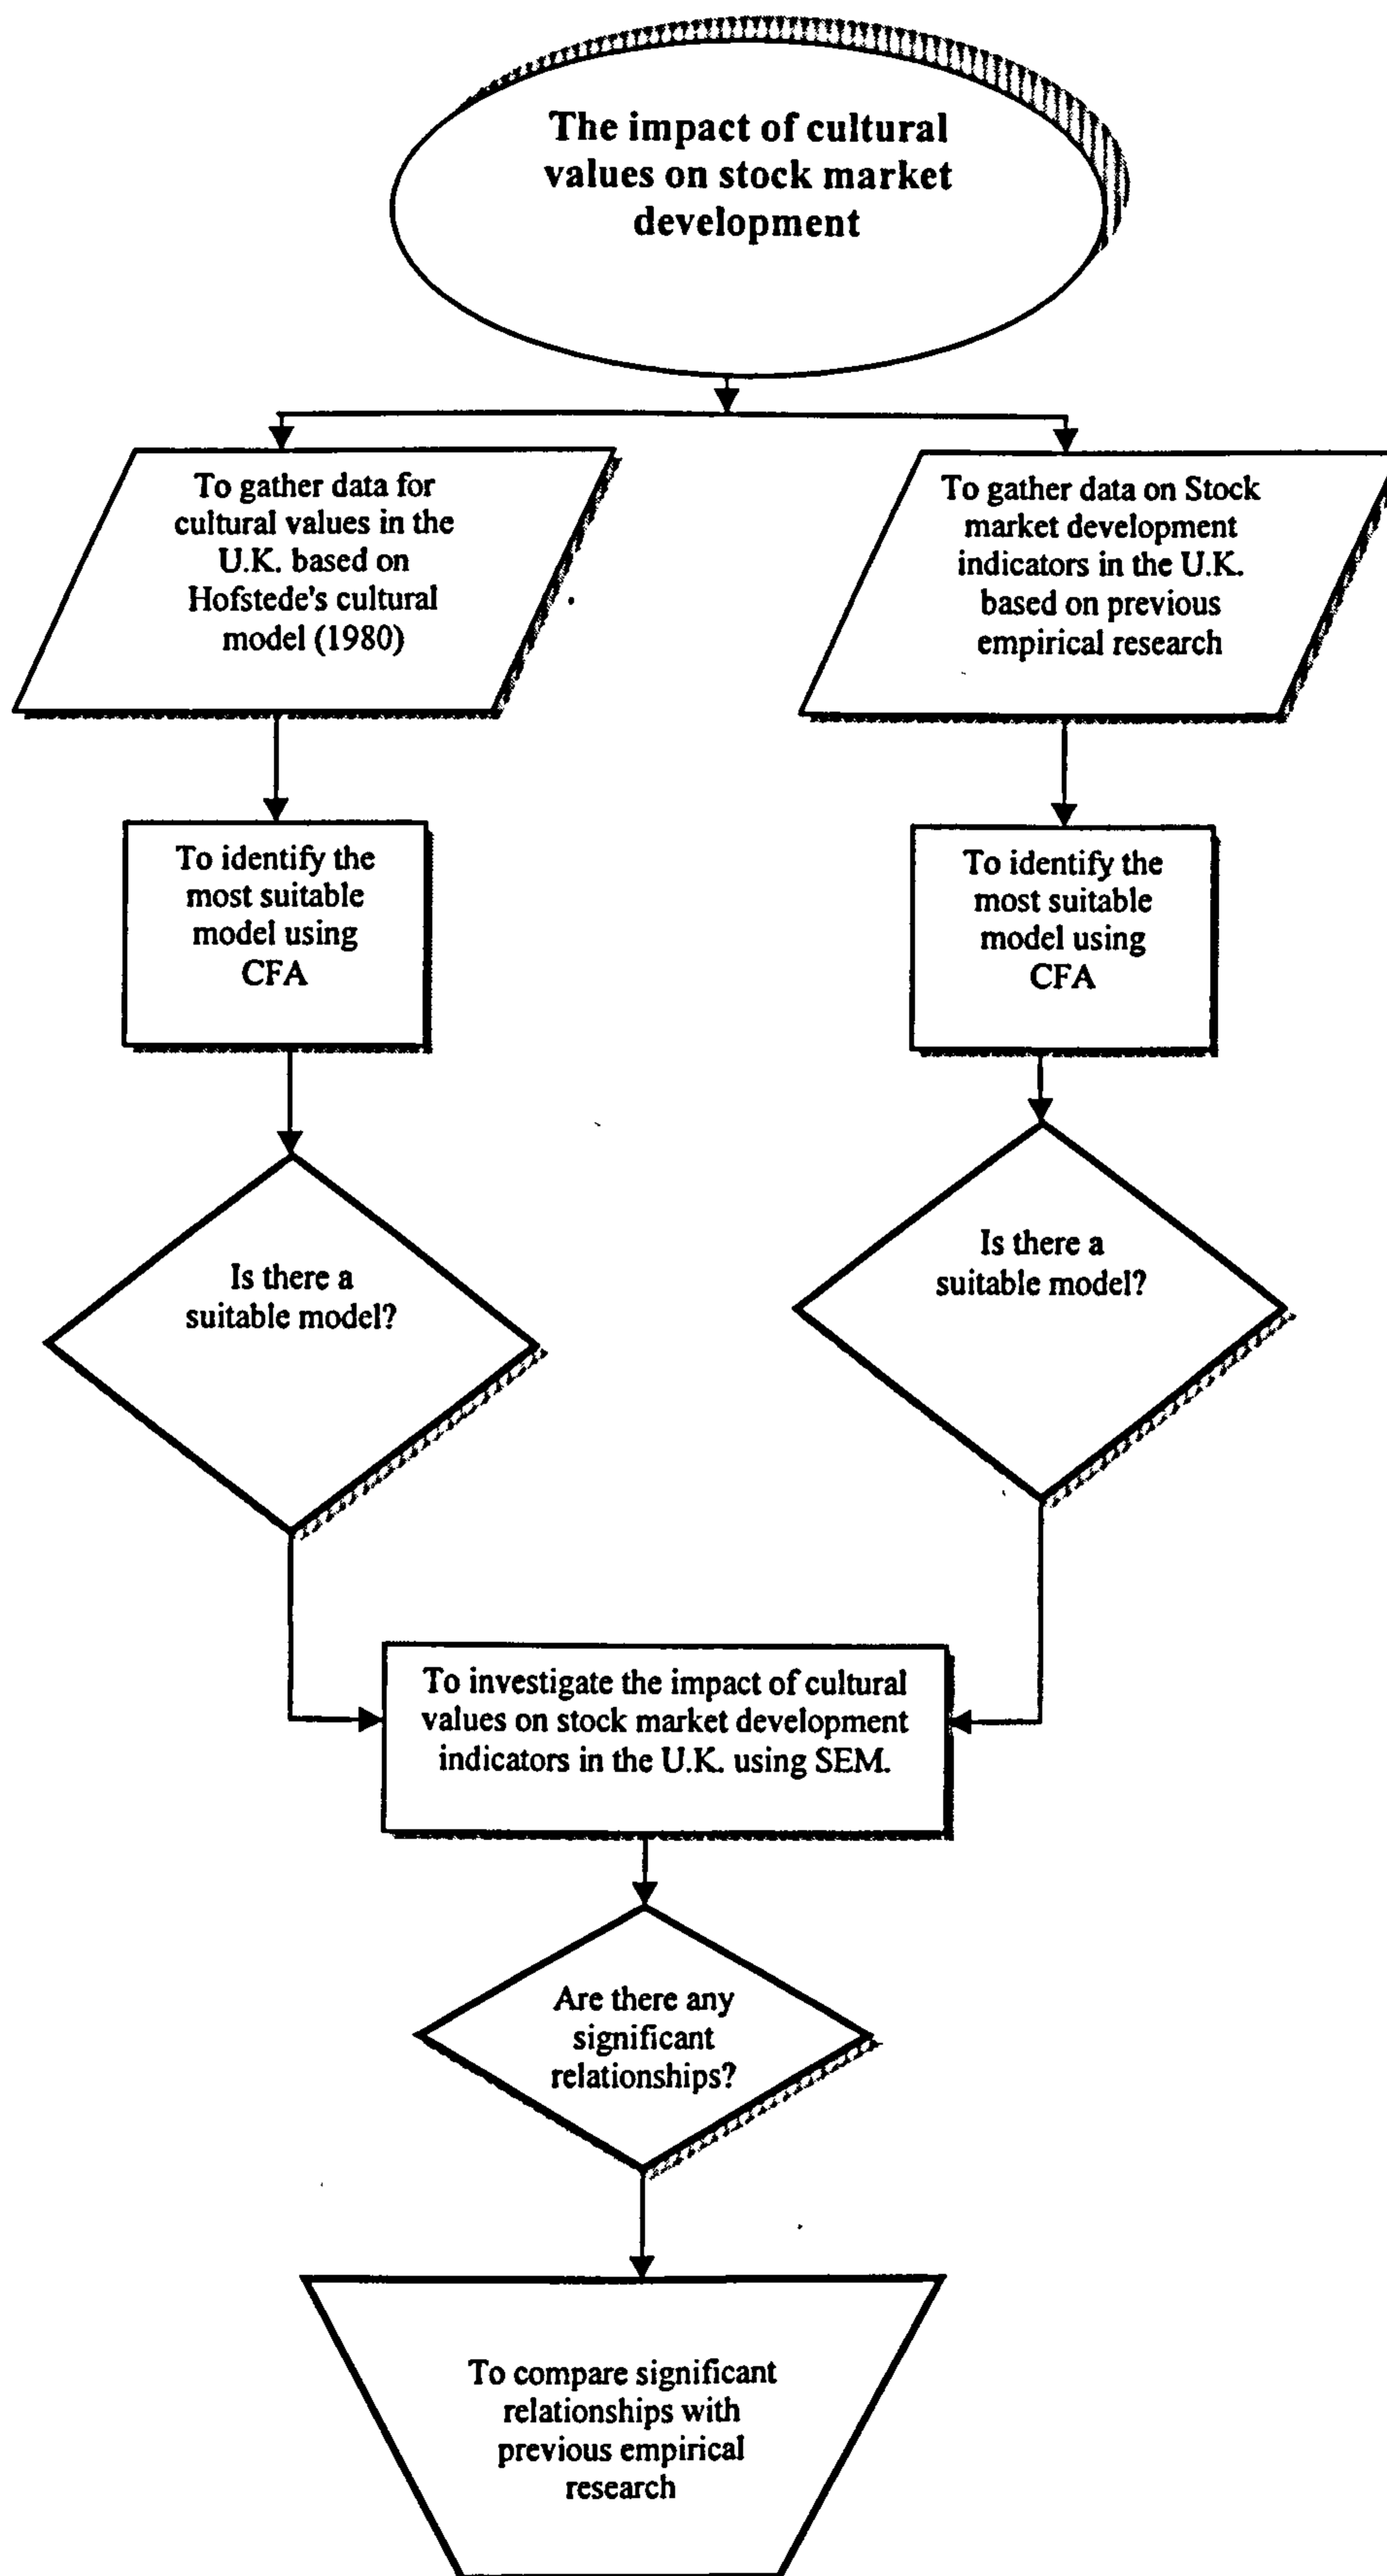 The impact of cultural
values on stock market
development
To gather data for
cultural values in the
U.K. based on
Hofstede's cultural
model (1980)
To gather data on Stock
market development
indicators in the U.K.
based on previous
empirical research
To identify the
most suitable
model using
CFA
To identify the
most suitable
model using
CFA
Is there a
suitable model?
Is there a
suitable model?
To investigate the impact of cultural
values on stock market development
indicators in the U.K. using SEM.
Are there any
significant
relationships?
To compare significant
relationships with
previous empirical
research